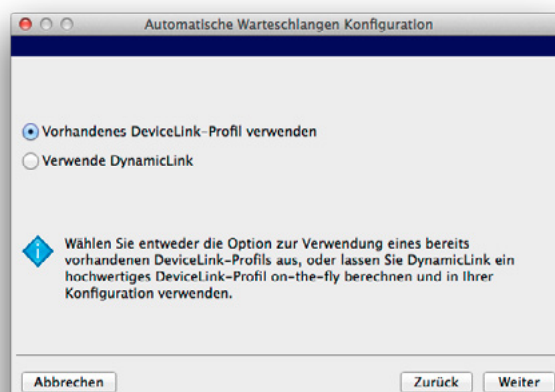 Automatische Warteschlangen Konfiguration
Vorhandenes DeviceLink-Profil verwenden
Verwende DynamicLink
Wählen Sie entweder die Option zur Verwendung eines bereits
vorhandenen DeviceLink-Profils aus, oder lassen Sie DynamicLink ein
hochwertiges DeviceLink-Profil on-the-fly berechnen und in Ihrer
Konfiguration verwenden.
Abbrechen
Zurück
Weiter